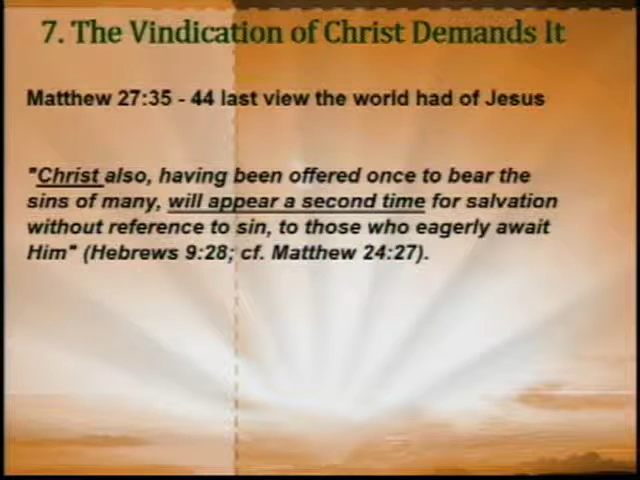 7. The Vindication of Christ Demands It
Matthew 27:35 - 44 last view the world had of Jesus
"Christ also, having been offered once to bear the
sins of many, will appear a second time for salvation
without reference to sin, to those who eagerly await
Him" (Hebrews 9:28; cf. Matthew 24:27).